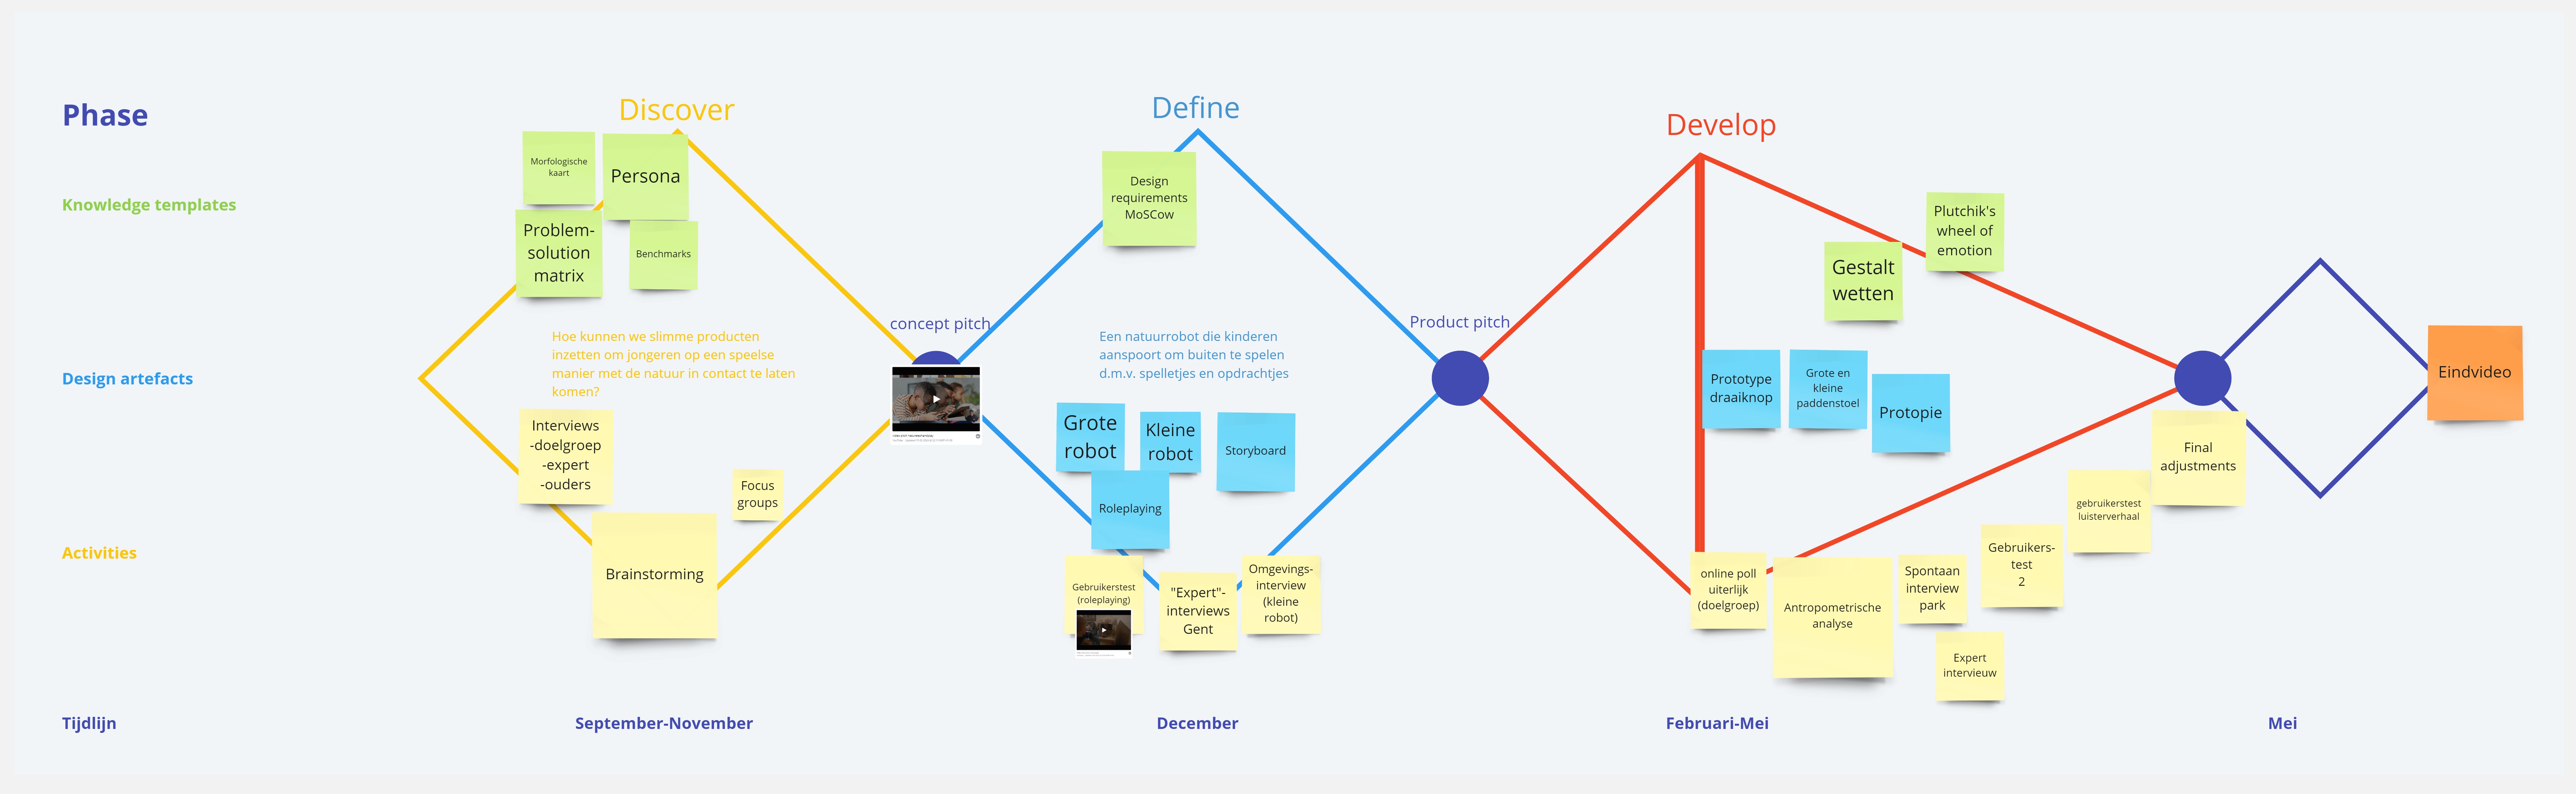 Phase
Discover
Define
Develop
Knowledge templates
Morfologische
kaart
Persona
Problem-
solution
matrix
Benchmarks
Design
requirements
MoSCow
Gestalt
wetten
Plutchik's
wheel of
emotion
Design artefacts
Hoe kunnen we slimme producten
inzetten om jongeren op een speelse
manier met de natuur in contact te laten
komen?
concept pitch
Een natuurrobot die kinderen
aanspoort om buiten te spelen
d.m.v. spelletjes en opdrachtjes
Product pitch
Grote
robot
Kleine
robot
Storyboard
Roleplaying
Prototype
draaiknop
Grote en
kleine
paddenstoel
Protopie
Eindvideo
Activities
Interviews
-doelgroep
-expert
-ouders
Brainstorming
Focus
groups
Gebruikerstest
(roleplaying)
"Expert"-
interviews
Gent
Omgevings-
interview
(kleine
robot)
online poll
uiterlijk
(doelgroep)
Antropometrische
analyse
Spontaan
interview
park
Expert
intervieuw
Gebruikers-
test
2
gebruikerstest
luisterverhaal
Final
adjustments
Tijdlijn
September-November
December
Februari-Mei
Mei